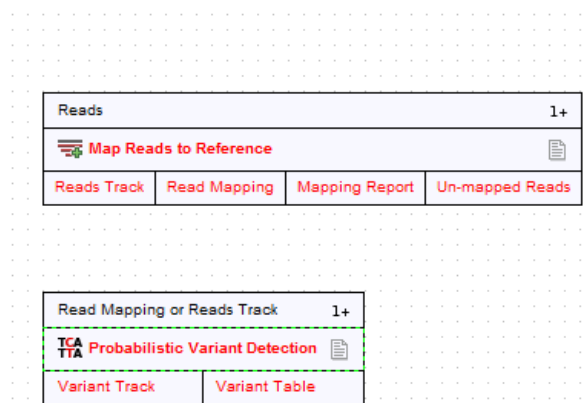 Reads 1+
Map Reads to Reference
Reads Track Read Mapping Mapping Report Un-mapped Reads
Read Mapping or Reads Track 1+
TCA
TTA Probabilistic Variant Detection
Variant Track Variant Table